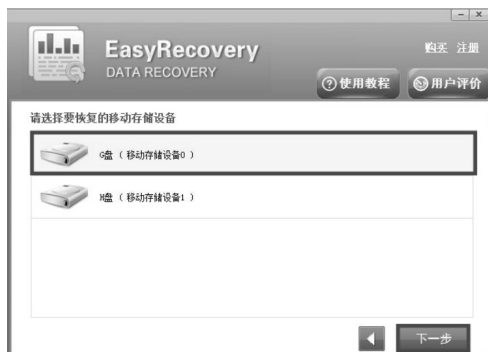 EasyRecovery
DATA RECOVERY
购买 注册
使用教程 用户评价
请选择要恢复的移动存储设备
G盘 ( 移动存储设备0 )
H盘 ( 移动存储设备1 )
下一步